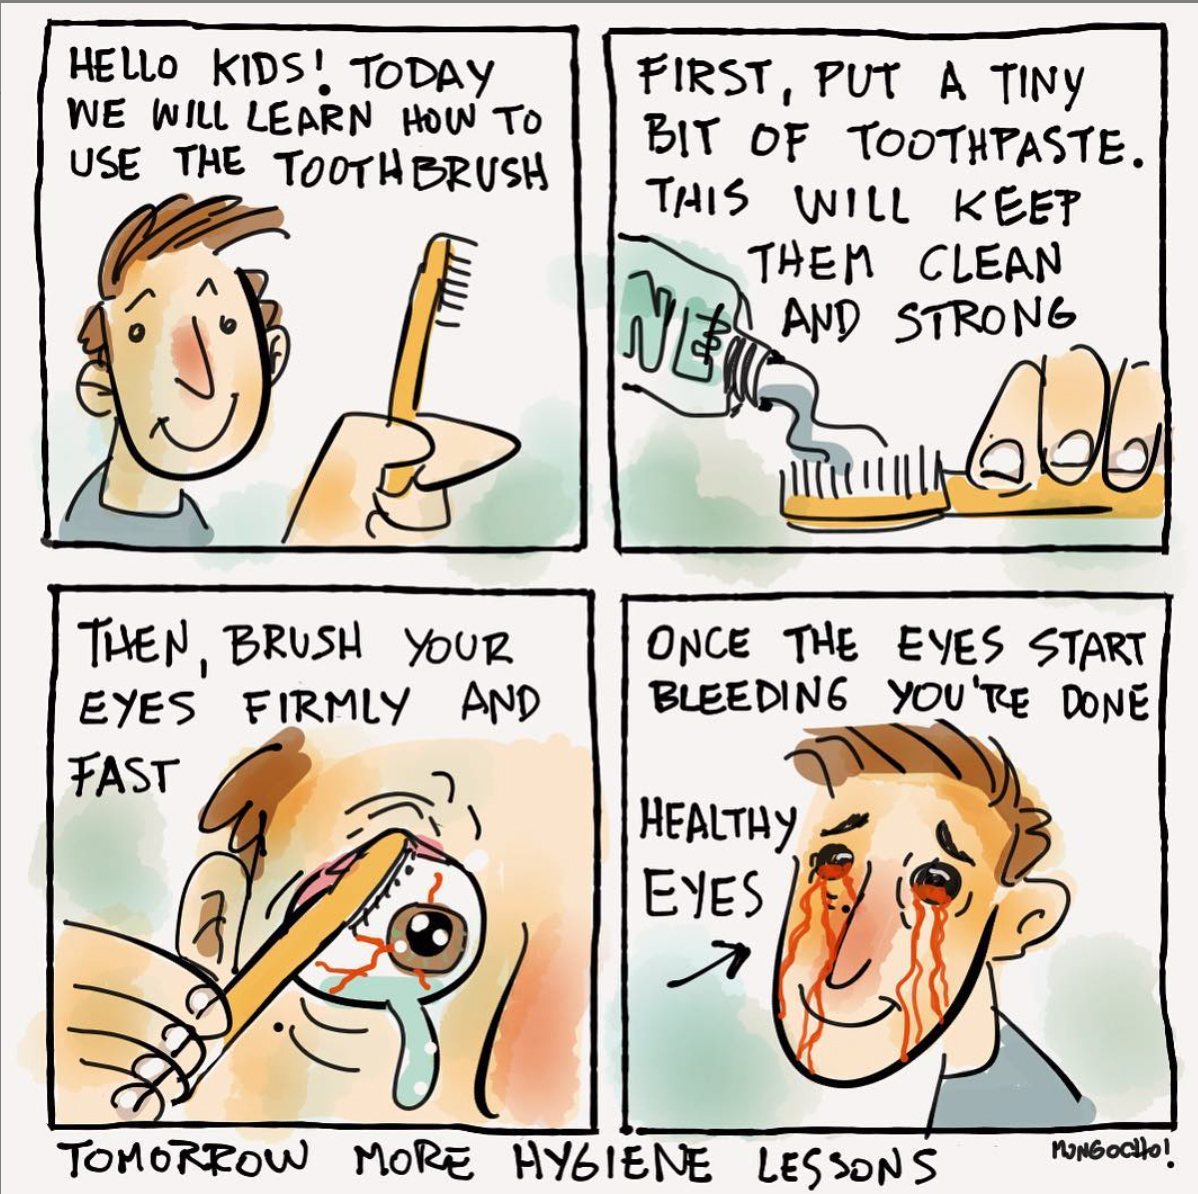 HELLO KIDS! TODAY
WE WILL LEARN HOW TO
USE THE TOOTHBRUSH
FIRST, PUT A TINY
BIT OF TOOTHPASTE.
THIS WILL KEEP
THEM CLEAN
AND STRONG
THEN, BRUSH YOUR
EYES FIRMLY AND
FAST
ONCE THE EYES START
BLEEDING YOU'RE DONE
HEALTHY
EYES
TOMORROW MORE HYGIENE LESSONS
MONGOCHO!